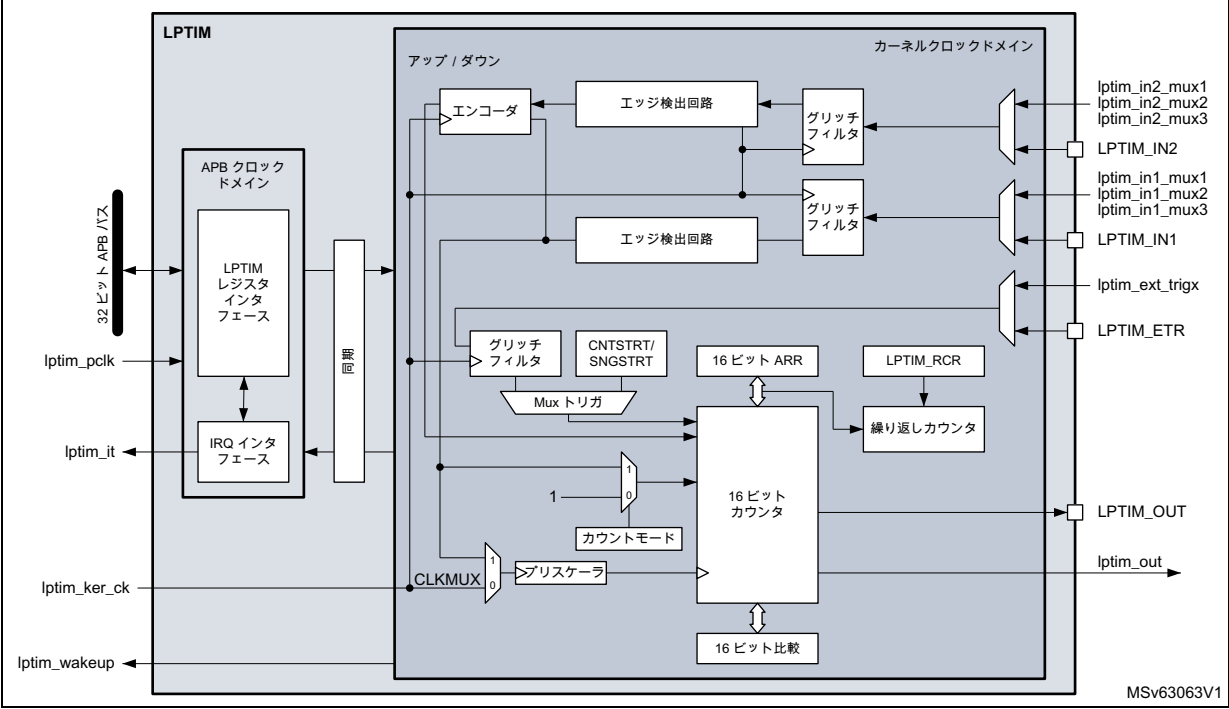 LPTIM
カーネルクロックドメイン
アップ / ダウン
エンコーダ
エッジ検出回路
グリッチ
フィルタ
lptim_in2_mux1
lptim_in2_mux2
lptim_in2_mux3
LPTIM_IN2
APB クロック
ドメイン
32 ビット APB バス
LPTIM
レジスタ
インタ
フェース
同期
エッジ検出回路
グリッチ
フィルタ
lptim_in1_mux1
lptim_in1_mux2
lptim_in1_mux3
LPTIM_IN1
lptim_ext_trigx
LPTIM_ETR
lptim_pclk
グリッチ
フィルタ
CNTSTRT/
SNGSTRT
16 ビット ARR
LPTIM_RCR
Mux トリガ
繰り返しカウンタ
lptim_it
IRQ インタ
フェース
1
1
0
16 ビット
カウンタ
LPTIM_OUT
カウントモード
lptim_out
1
0
CLKMUX
プリスケーラ
lptim_ker_ck
16 ビット比較
lptim_wakeup
MSv63063V1